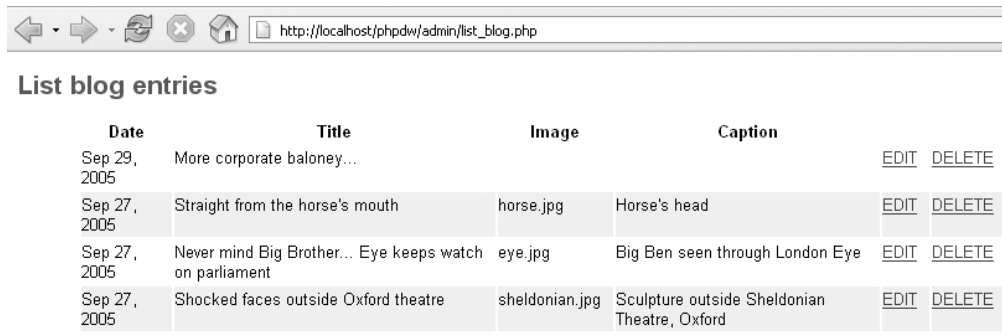 http://localhost/phpdw/admin/list_blog.php
List blog entries
Date Title Image Caption
Sep 29, More corporate baloney... EDIT DELETE
2005
Sep 27, Straight from the horse's mouth horse.jpg Horse's head EDIT DELETE
2005
Sep 27, Never mind Big Brother... Eye keeps watch eye.jpg Big Ben seen through London Eye EDIT DELETE
2005 on parliament
Sep 27, Shocked faces outside Oxford theatre sheldonian.jpg Sculpture outside Sheldonian EDIT DELETE
2005 Theatre, Oxford